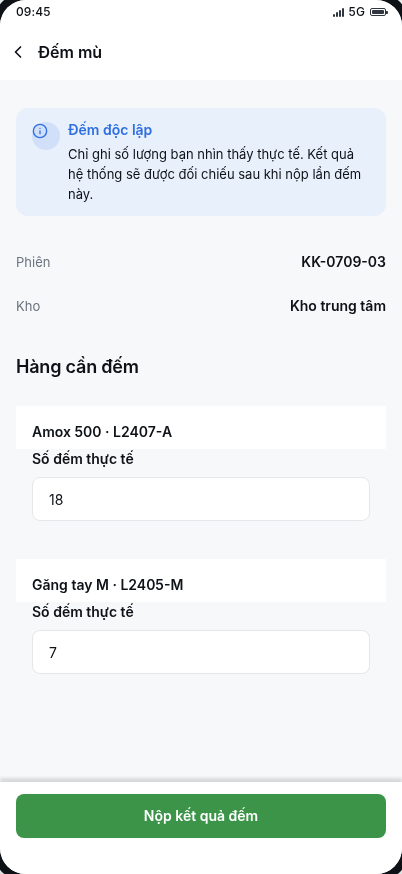 09:45 5G
Đếm mù
Đếm độc lập
Chỉ ghi số lượng bạn nhìn thấy thực tế. Kết quả
hệ thống sẽ được đối chiếu sau khi nộp lần đếm
này.
Phiên KK-0709-03
Kho Kho trung tâm
Hàng cần đếm
Amox 500 · L2407-A
Số đếm thực tế
18
Găng tay M · L2405-M
Số đếm thực tế
7
Nộp kết quả đếm